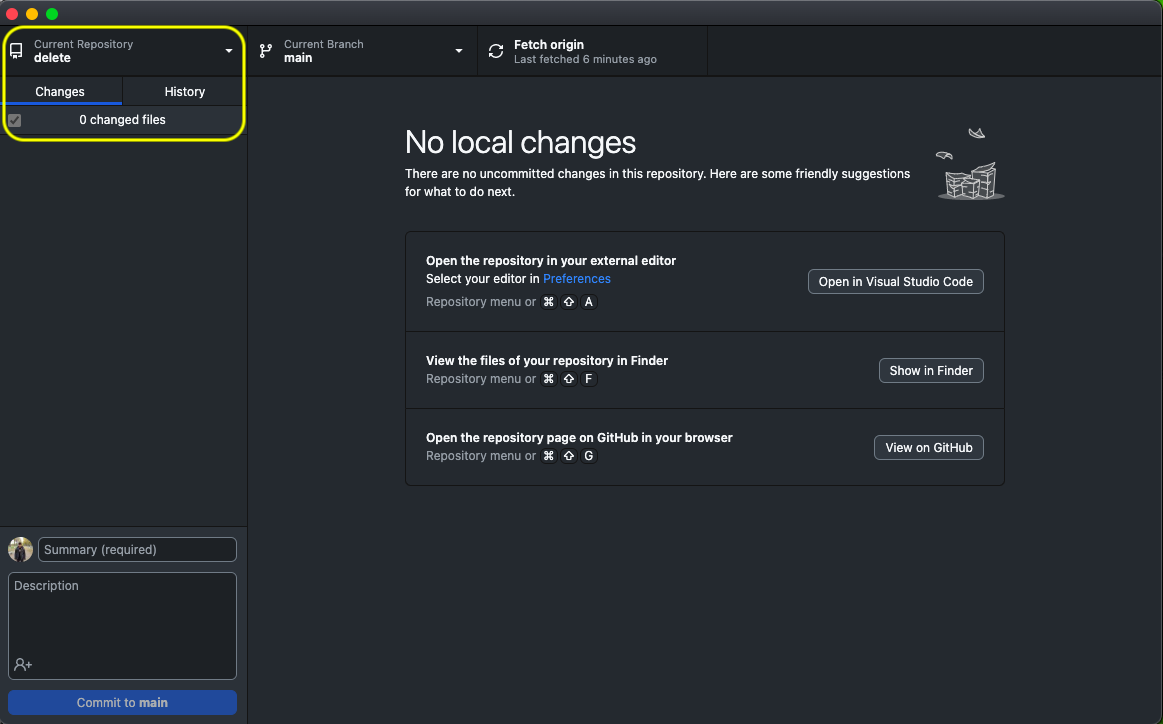 Current Repository
delete
Current Branch
main
Fetch origin
Last fetched 6 minutes ago
Changes
History
0 changed files
No local changes
There are no uncommitted changes in this repository. Here are some friendly suggestions
for what to do next.
Open the repository in your external editor
Select your editor in Preferences
Repository menu or ⌘ ⇧ A
Open in Visual Studio Code
View the files of your repository in Finder
Repository menu or ⌘ ⇧ F
Show in Finder
Open the repository page on GitHub in your browser
Repository menu or ⌘ ⇧ G
View on GitHub
Summary (required)
Description
Commit to main